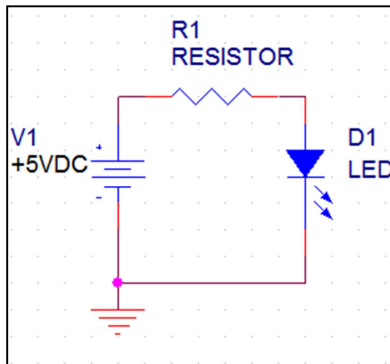 R1
RESISTOR
V1
+5VDC
+
-
D1
LED